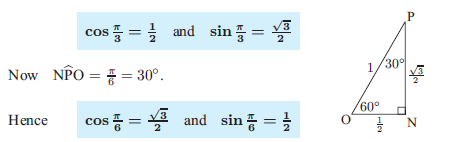 cos π/3 = 1/2 and sin π/3 = √3/2
Now NP̂O = π/6 = 30°.
Hence cos π/6 = √3/2 and sin π/6 = 1/2
P
30°
1
√3/2
60°
O
1/2
N